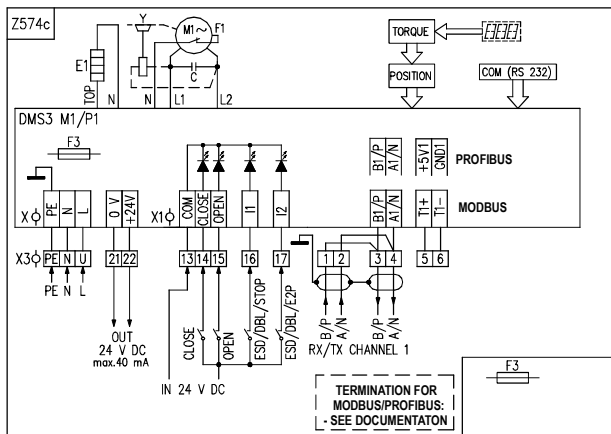 Z574c
Y
M1~
F1
TORQUE
E1
C
POSITION
COM (RS 232)
TOP
N
N
L1
L2
DMS3 M1/P1
F3
B1/P
A1/N
+5V1
GND1
PROFIBUS
X
PE
N
L
0 V
+24V
X1
COM
CLOSE
OPEN
I1
I2
B1/P
A1/N
T1+
T1-
MODBUS
X3
PE
N
U
21
22
13
14
15
16
17
1
2
3
4
5
6
PE
N
L
OUT
24 V DC
max.40 mA
CLOSE
OPEN
ESD/DBL/STOP
ESD/DBL/E2P
B/P
A/N
B/P
A/N
RX/TX CHANNEL 1
IN 24 V DC
TERMINATION FOR
MODBUS/PROFIBUS:
- SEE DOCUMENTATON
F3